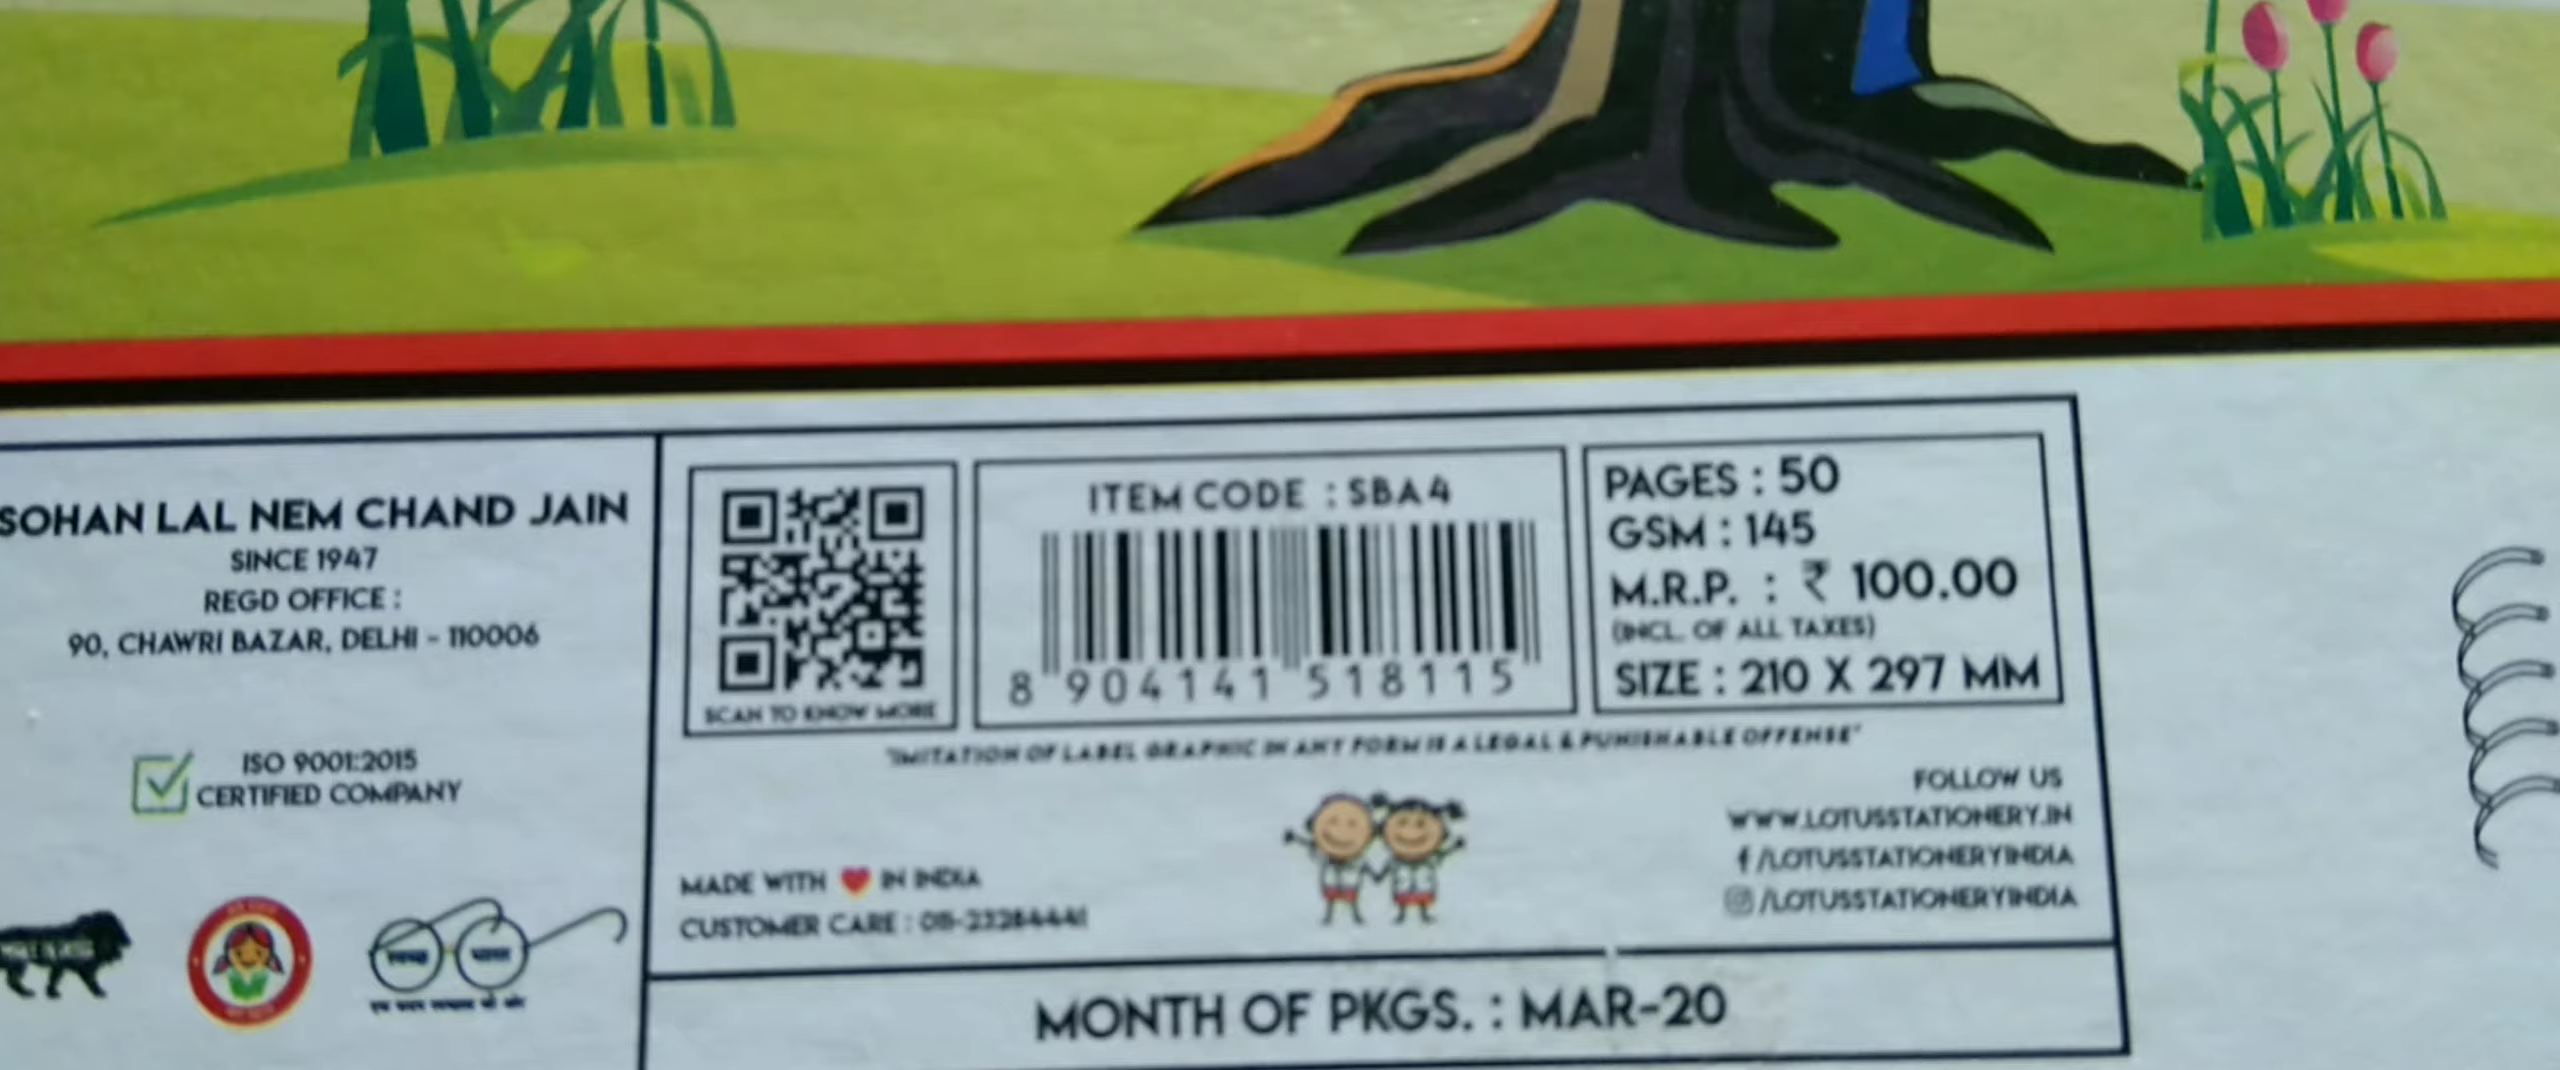 SOHAN LAL NEM CHAND JAIN
SINCE 1947
REGD OFFICE :
90, CHAWRI BAZAR, DELHI - 110006
ISO 9001:2015
CERTIFIED COMPANY
SCAN TO KNOW MORE
ITEM CODE : SBA4
8 904141 518115
PAGES : 50
GSM : 145
M.R.P. : ₹ 100.00
(INCL. OF ALL TAXES)
SIZE : 210 X 297 MM
"IMITATION OF LABEL GRAPHIC IN ANY FORM IS A LEGAL & PUNISHABLE OFFENSE"
MADE WITH ❤ IN INDIA
CUSTOMER CARE :
FOLLOW US
WWW.LOTUSSTATIONERY.IN
/LOTUSSTATIONERYINDIA
/LOTUSSTATIONERYINDIA
MONTH OF PKGS. : MAR-20